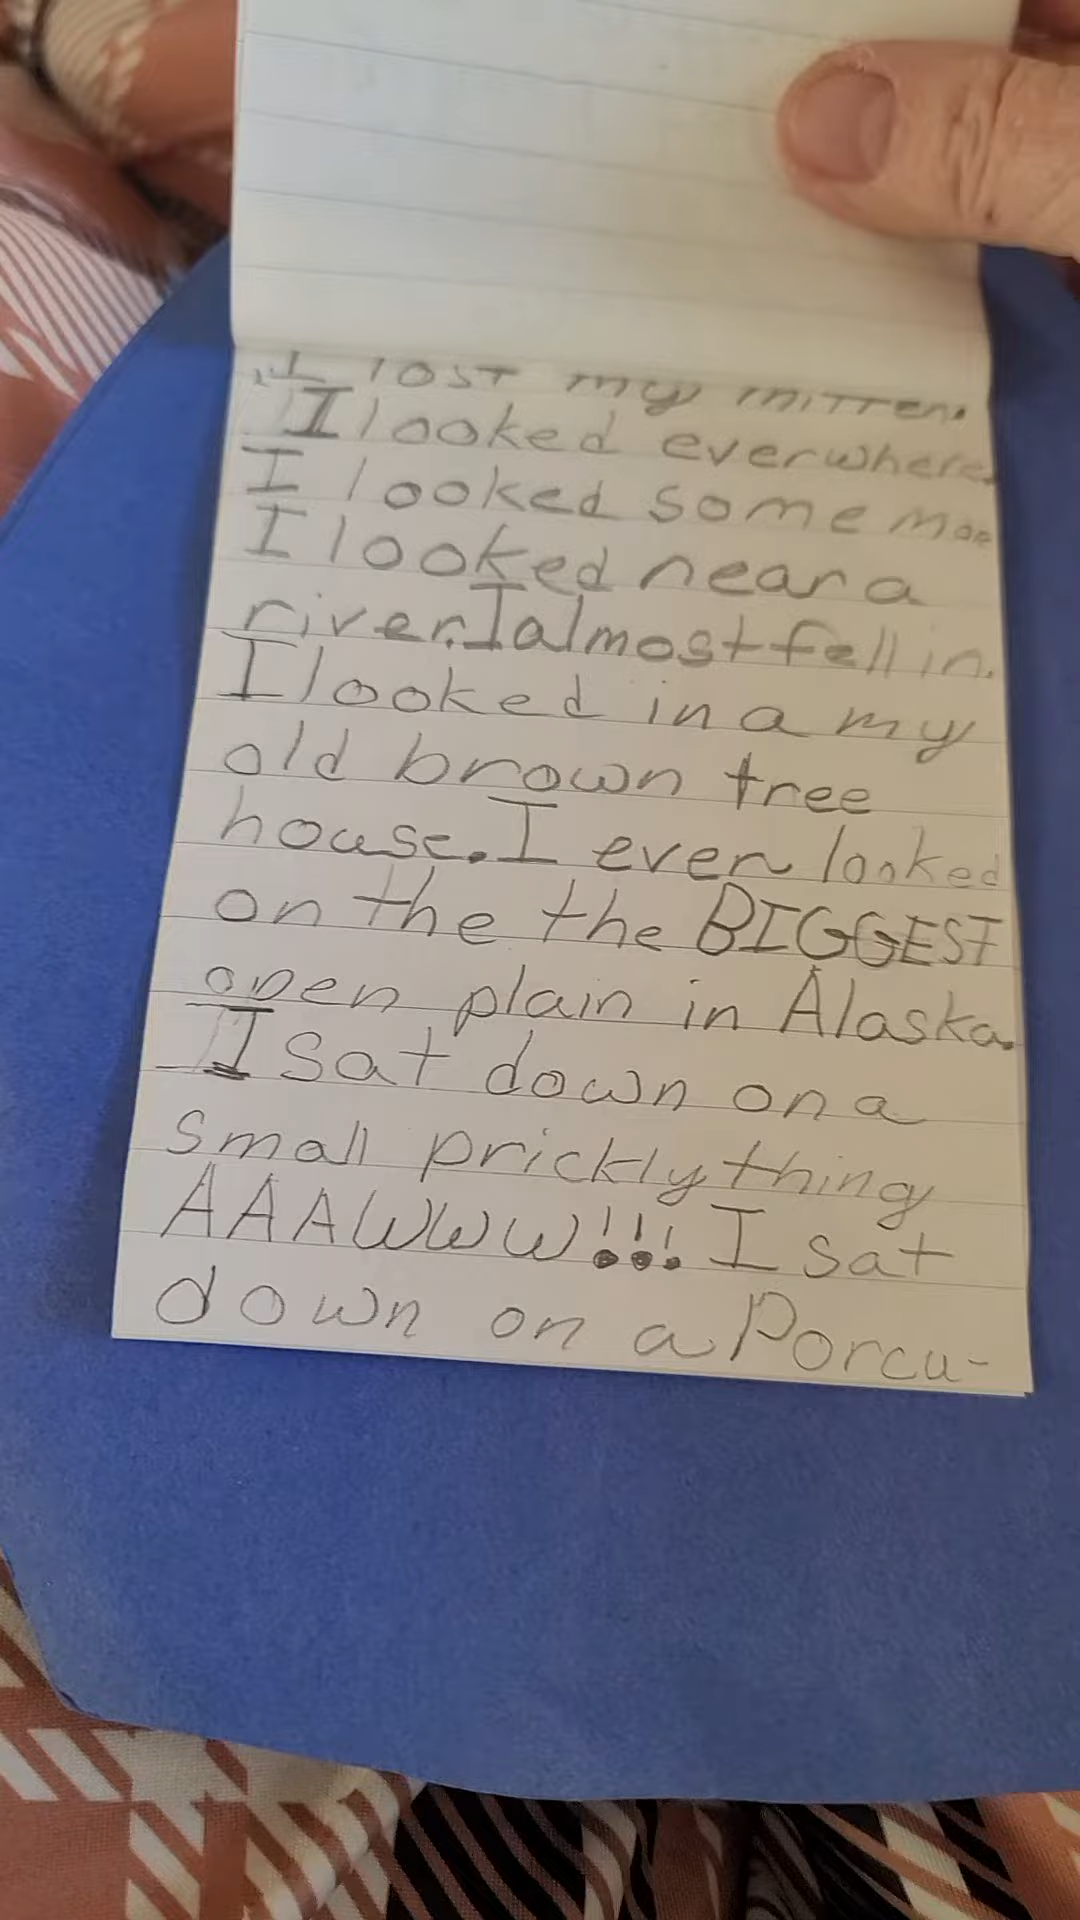 I lost my mitten.
I looked everwhere.
I looked some more
I looked near a
river. I almost fell in.
I looked in a my
old brown tree
house. I even looked
on the the BIGGEST
open plain in Alaska.
I sat down on a
small prickly thing
AAAWWW!!! I sat
down on a Porcu-